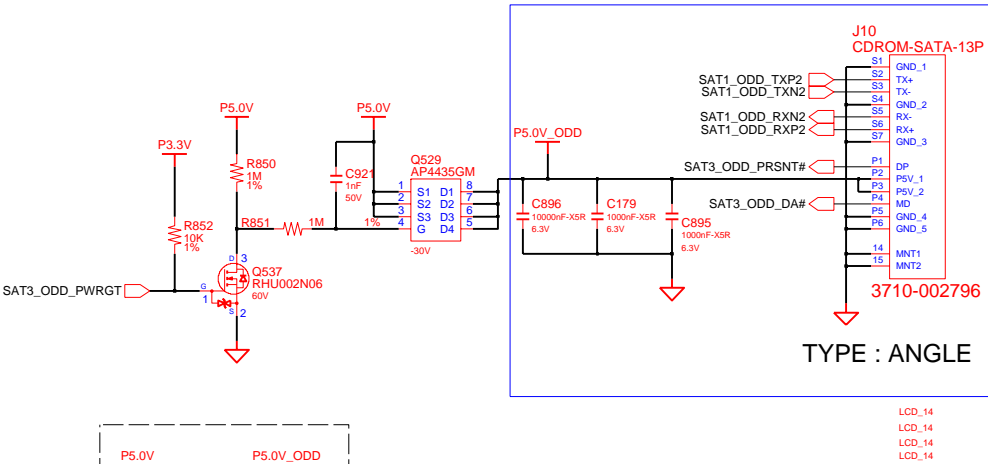 J10
CDROM-SATA-13P
S1 GND_1
SAT1_ODD_TXP2 S2 TX+
SAT1_ODD_TXN2 S3 TX-
S4 GND_2
SAT1_ODD_RXN2 S5 RX-
SAT1_ODD_RXP2 S6 RX+
S7 GND_3
SAT3_ODD_PRSNT# P1 DP
P2 P5V_1
P3 P5V_2
SAT3_ODD_DA# P4 MD
P5 GND_4
P6 GND_5
14 MNT1
15 MNT2
3710-002796
TYPE : ANGLE
P5.0V
P5.0V
P5.0V_ODD
P3.3V
R850
1M
1%
C921
1nF
50V
Q529
AP4435GM
1 S1 D1 8
2 S2 D2 7
3 S3 D3 6
4 G D4 5
-30V
R852
10K
1%
R851 1M 1%
C896
10000nF-X5R
6.3V
C179
1000nF-X5R
6.3V
C895
1000nF-X5R
6.3V
D 3
Q537
RHU002N06
60V
SAT3_ODD_PWRGT
G
1
S 2
LCD_14
LCD_14
LCD_14
LCD_14
P5.0V P5.0V_ODD